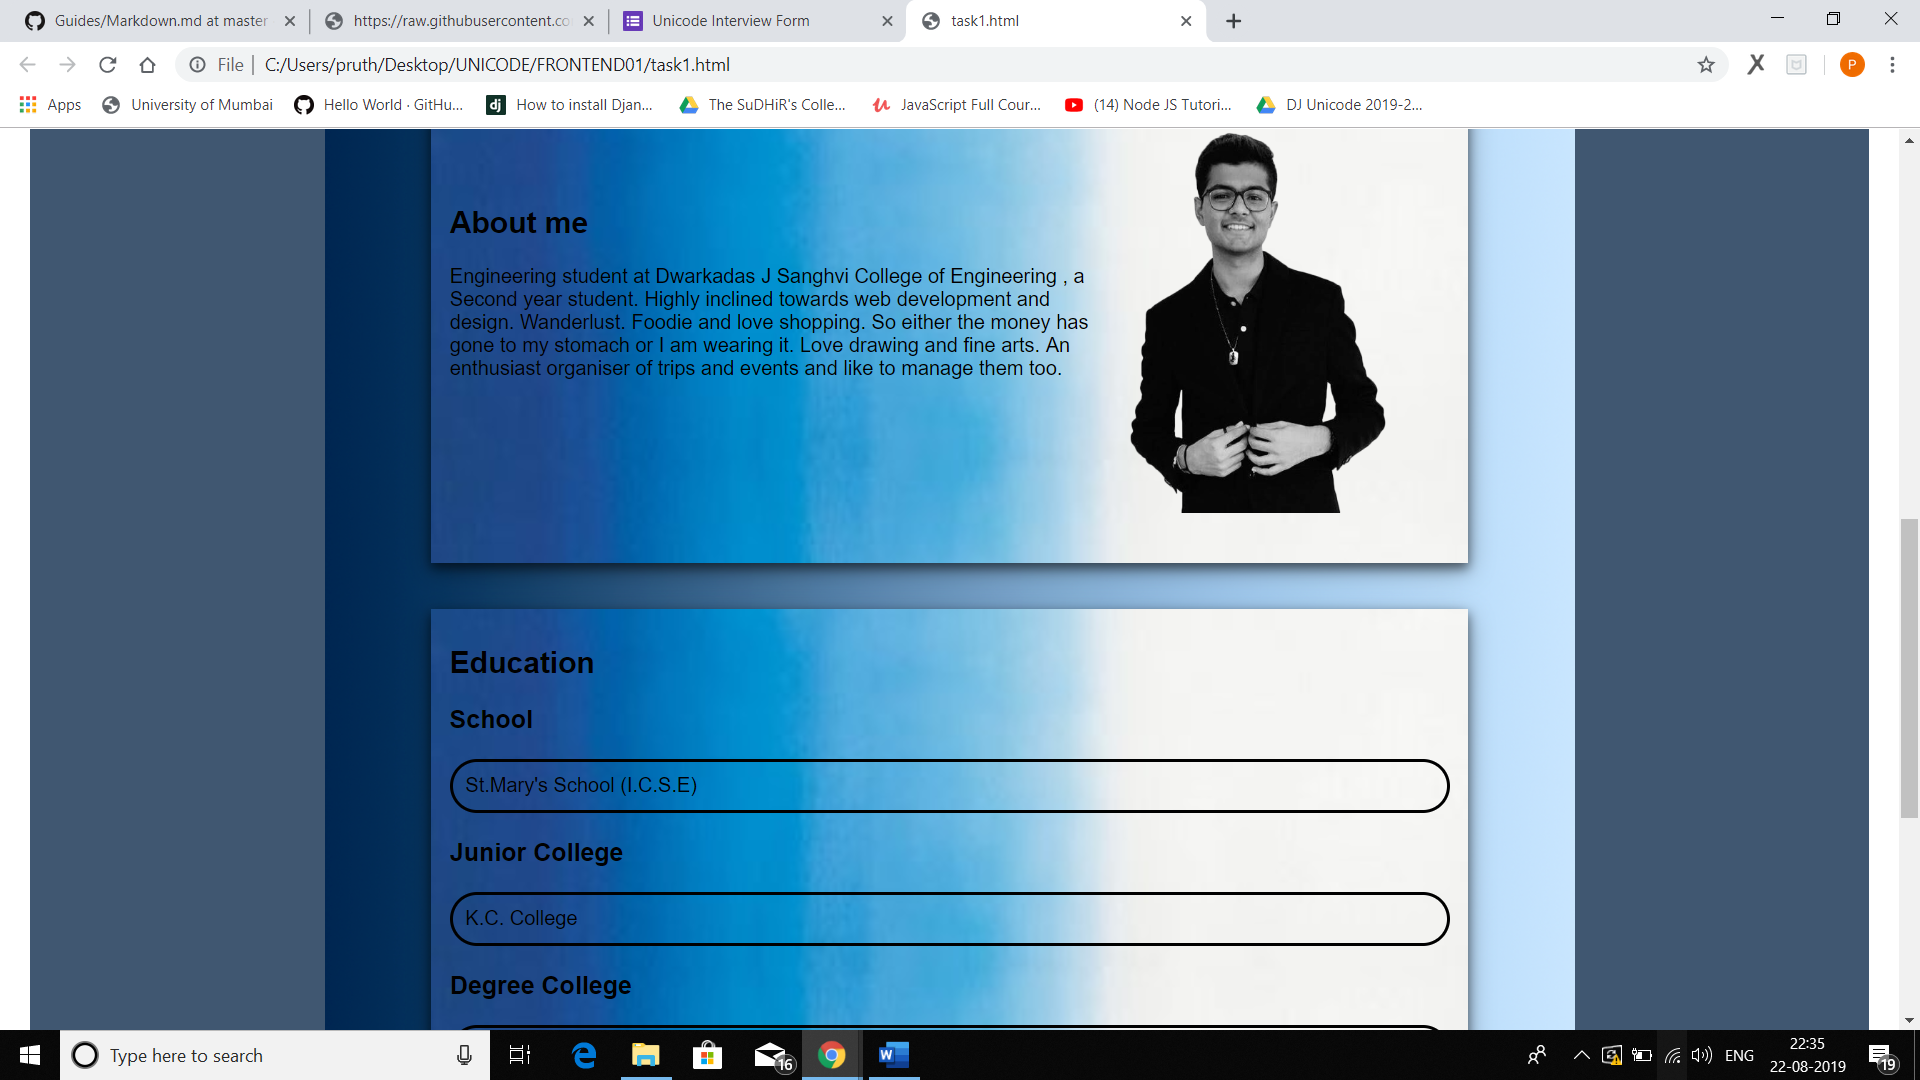 Guides/Markdown.md at master
https://raw.githubusercontent.co
Unicode Interview Form
task1.html
File | C:/Users/pruth/Desktop/UNICODE/FRONTEND01/task1.html
P
Apps
University of Mumbai
Hello World · GitHu...
dj
How to install Djan...
The SuDHiR's Colle...
JavaScript Full Cour...
(14) Node JS Tutori...
DJ Unicode 2019-2...
About me
Engineering student at Dwarkadas J Sanghvi College of Engineering , a
Second year student. Highly inclined towards web development and
design. Wanderlust. Foodie and love shopping. So either the money has
gone to my stomach or I am wearing it. Love drawing and fine arts. An
enthusiast organiser of trips and events and like to manage them too.
Education
School
St.Mary's School (I.C.S.E)
Junior College
K.C. College
Degree College
Type here to search
16
W
ENG
22:35
22-08-2019
19